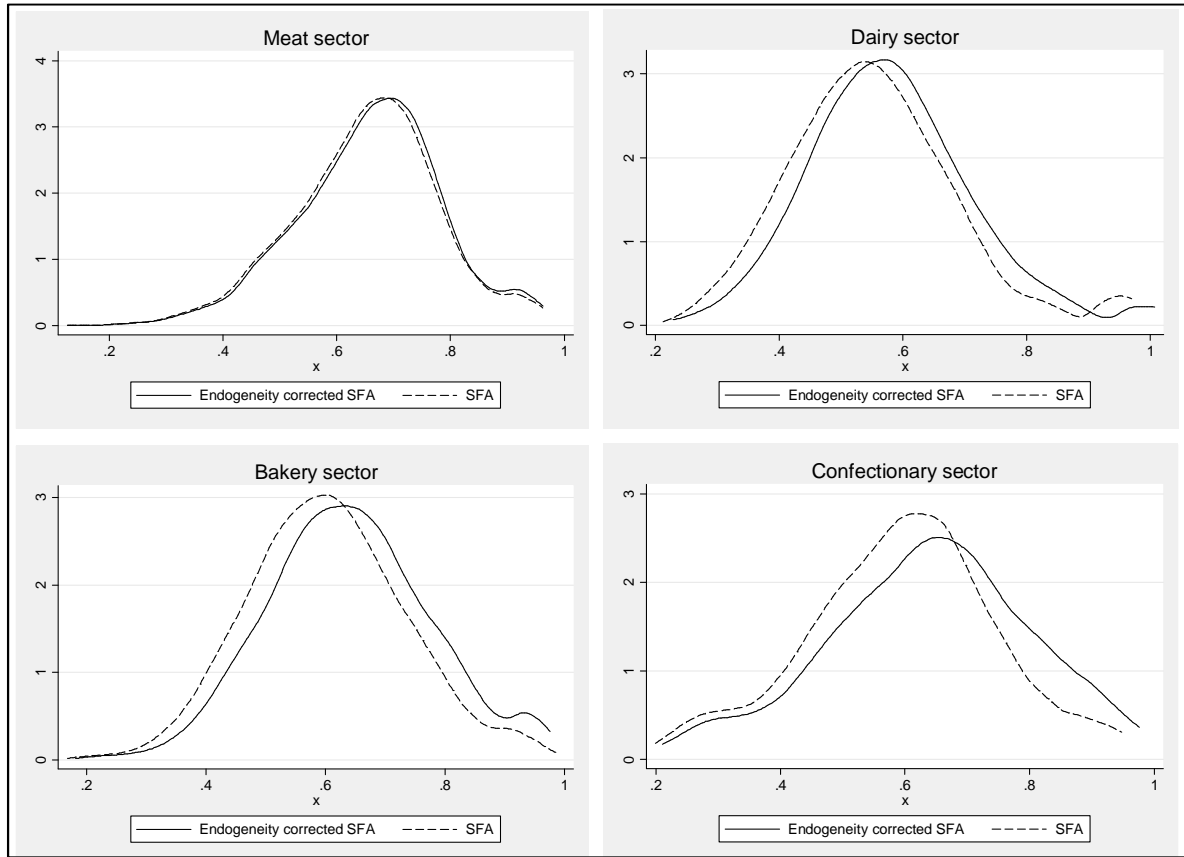 Meat sector
4
3
2
1
0
.2 .4 .6 .8 1
x
Endogeneity corrected SFA SFA
Dairy sector
3
2
1
0
.2 .4 .6 .8 1
x
Endogeneity corrected SFA SFA
Bakery sector
3
2
1
0
.2 .4 .6 .8 1
x
Endogeneity corrected SFA SFA
Confectionary sector
3
2
1
0
.2 .4 .6 .8 1
x
Endogeneity corrected SFA SFA